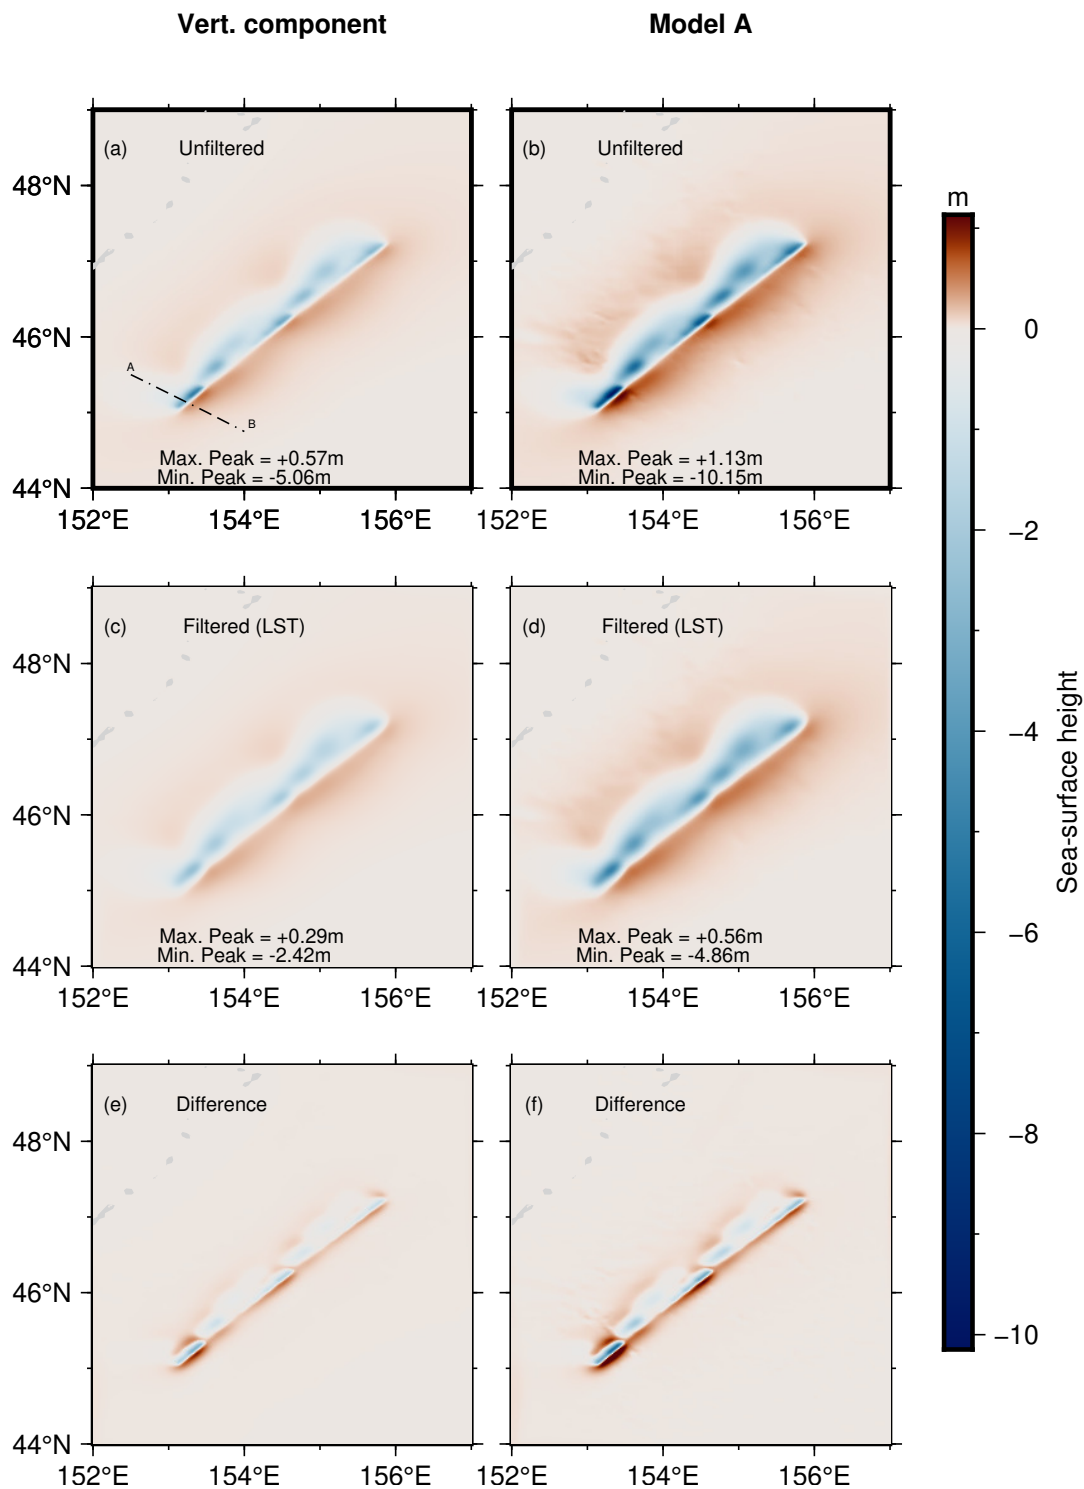 Vert. component
Model A
(a) Unfiltered
(b) Unfiltered
48°N
46°N
44°N
A
B
Max. Peak = +0.57m
Min. Peak = -5.06m
Max. Peak = +1.13m
Min. Peak = -10.15m
152°E 154°E 156°E
152°E 154°E 156°E
(c) Filtered (LST)
(d) Filtered (LST)
48°N
46°N
44°N
Max. Peak = +0.29m
Min. Peak = -2.42m
Max. Peak = +0.56m
Min. Peak = -4.86m
152°E 154°E 156°E
152°E 154°E 156°E
(e) Difference
(f) Difference
48°N
46°N
44°N
152°E 154°E 156°E
152°E 154°E 156°E
m
0
−2
−4
−6
−8
−10
Sea-surface height